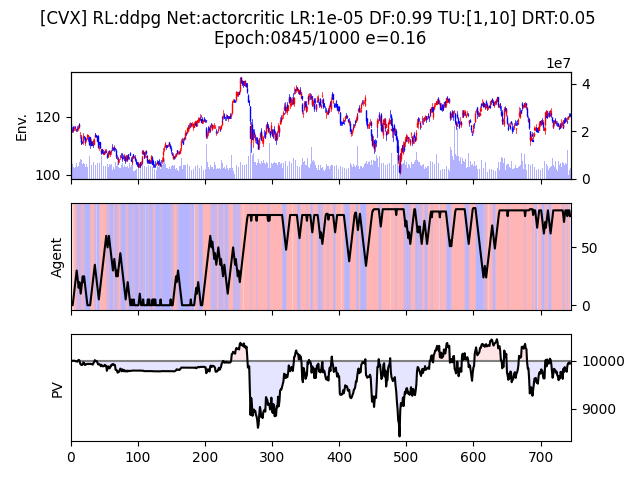 [CVX] RL:ddpg Net:actorcritic LR:1e-05 DF:0.99 TU:[1,10] DRT:0.05
Epoch:0845/1000 e=0.16
1e7
Env.
120
100
4
2
0
Agent
50
0
PV
10000
9000
0 100 200 300 400 500 600 700